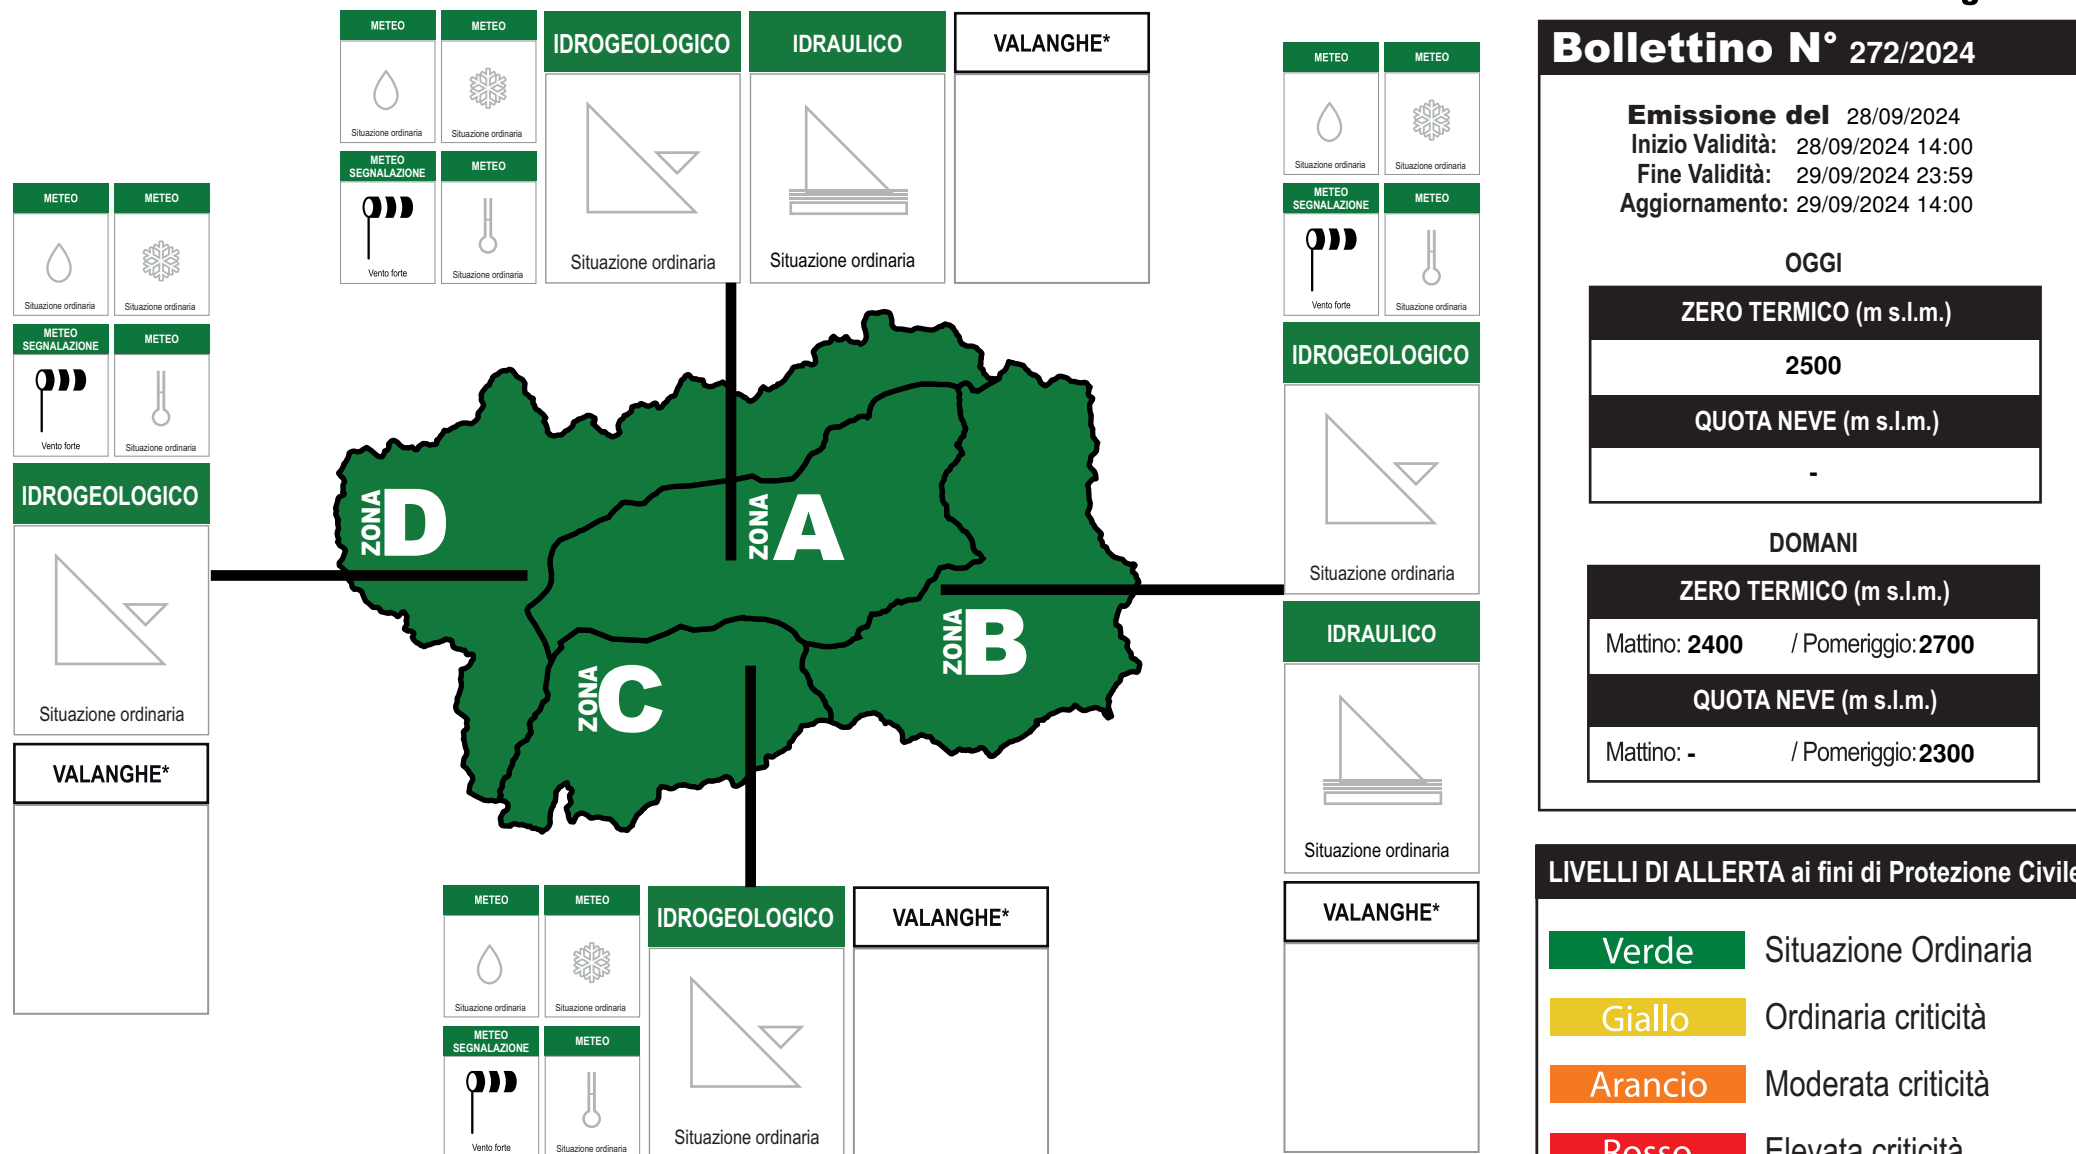 METEO
METEO
Situazione ordinaria
Situazione ordinaria
METEO
SEGNALAZIONE
METEO
Vento forte
Situazione ordinaria
IDROGEOLOGICO
Situazione ordinaria
IDRAULICO
Situazione ordinaria
VALANGHE*
METEO
METEO
Situazione ordinaria
Situazione ordinaria
METEO
SEGNALAZIONE
METEO
Vento forte
Situazione ordinaria
IDROGEOLOGICO
Situazione ordinaria
VALANGHE*
ZONA D
ZONA A
ZONA B
ZONA C
METEO
METEO
Situazione ordinaria
Situazione ordinaria
METEO
SEGNALAZIONE
METEO
Vento forte
Situazione ordinaria
IDROGEOLOGICO
Situazione ordinaria
VALANGHE*
METEO
METEO
Situazione ordinaria
Situazione ordinaria
METEO
SEGNALAZIONE
METEO
Vento forte
Situazione ordinaria
IDROGEOLOGICO
Situazione ordinaria
IDRAULICO
Situazione ordinaria
VALANGHE*
Bollettino N° 272/2024
Emissione del 28/09/2024
Inizio Validità: 28/09/2024 14:00
Fine Validità: 29/09/2024 23:59
Aggiornamento: 29/09/2024 14:00
OGGI
ZERO TERMICO (m s.l.m.)
2500
QUOTA NEVE (m s.l.m.)
-
DOMANI
ZERO TERMICO (m s.l.m.)
Mattino: 2400 / Pomeriggio: 2700
QUOTA NEVE (m s.l.m.)
Mattino: - / Pomeriggio: 2300
LIVELLI DI ALLERTA ai fini di Protezione Civile
Verde Situazione Ordinaria
Giallo Ordinaria criticità
Arancio Moderata criticità
Rosso Elevata criticità